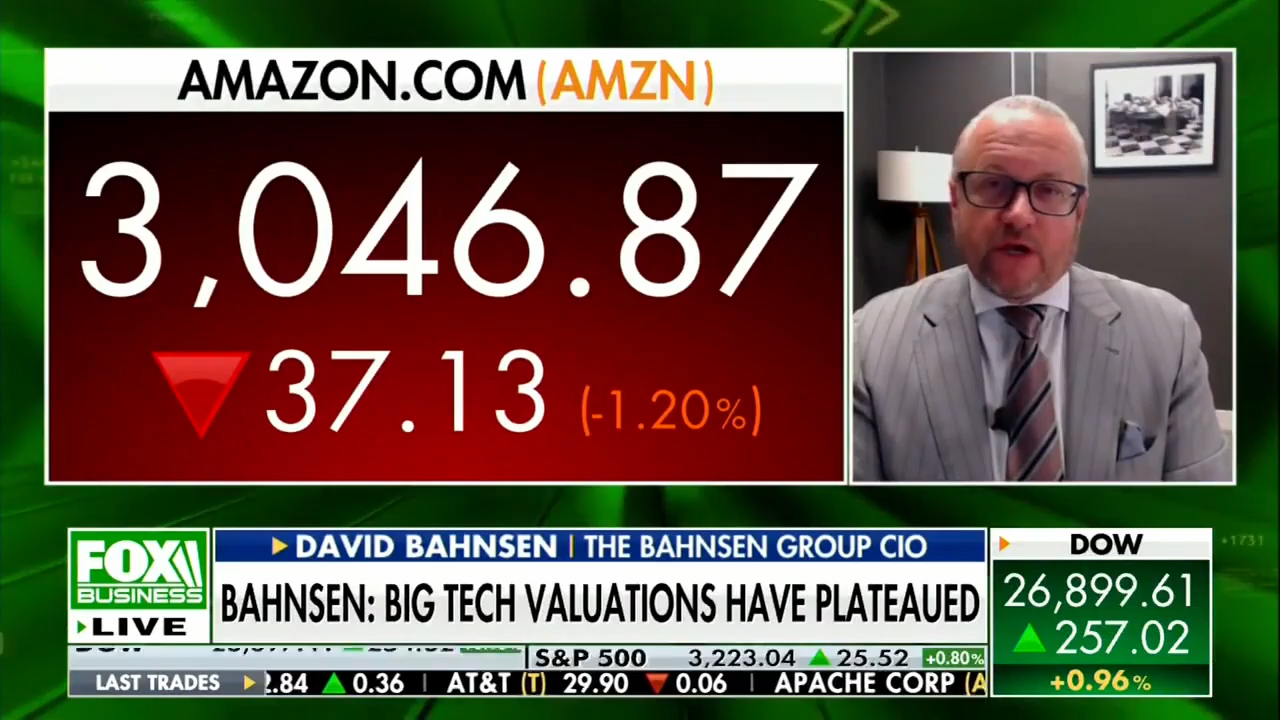 AMAZON.COM (AMZN)
3,046.87
▼ 37.13 (-1.20%)
FOX BUSINESS
LIVE
DAVID BAHNSEN | THE BAHNSEN GROUP CIO
BAHNSEN: BIG TECH VALUATIONS HAVE PLATEAUED
DOW
26,899.61
▲ 257.02
+0.96%
S&P 500 3,223.04 ▲ 25.52 +0.80%
LAST TRADES 2.84 ▲ 0.36 | AT&T (T) 29.90 ▼ 0.06 | APACHE CORP (A